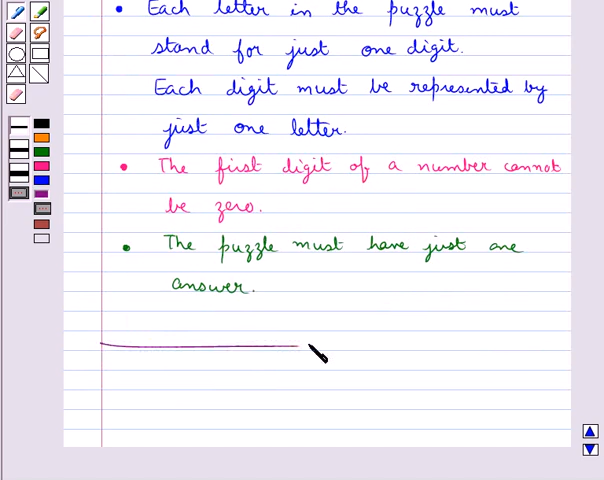 • Each letter in the puzzle must
stand for just one digit.
Each digit must be represented by
just one letter.
• The first digit of a number cannot
be zero.
• The puzzle must have just one
answer.